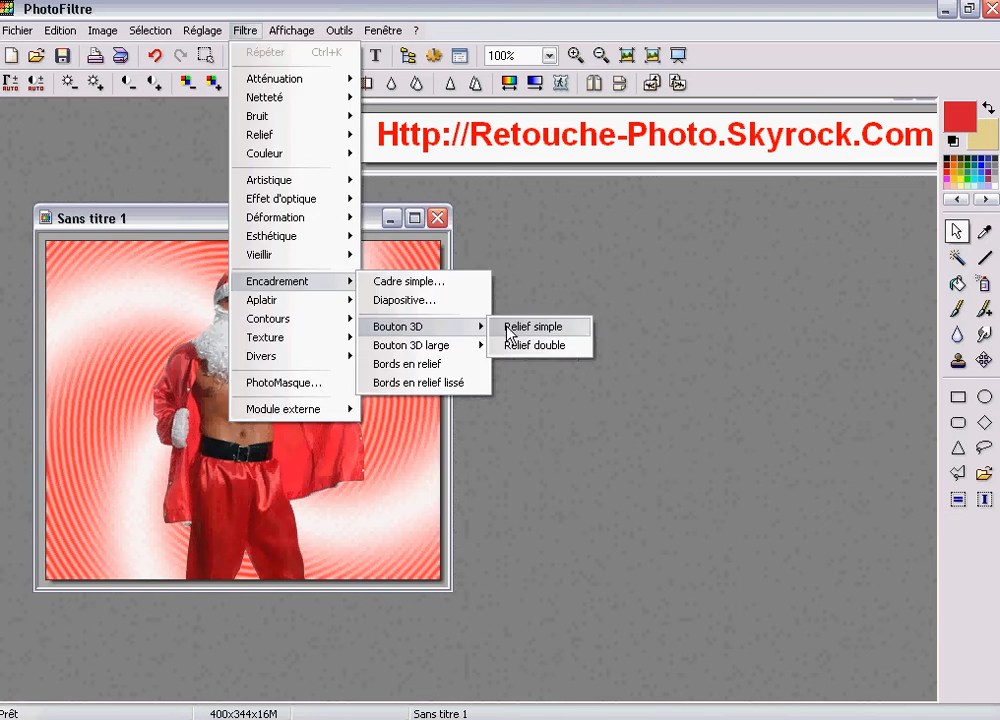 PhotoFiltre
Fichier Edition Image Sélection Réglage Filtre Affichage Outils Fenêtre ?
Répéter Ctrl+K
100%
AUTO AUTO
Atténuation
Netteté
Bruit
Relief
Couleur
Artistique
Effet d'optique
Déformation
Esthétique
Vieillir
Encadrement
Aplatir
Contours
Texture
Divers
PhotoMasque...
Module externe
Cadre simple...
Diapositive...
Bouton 3D
Bouton 3D large
Bords en relief
Bords en relief lissé
Relief simple
Relief double
Http://Retouche-Photo.Skyrock.Com
Sans titre 1
Prêt 400x344x16M Sans titre 1